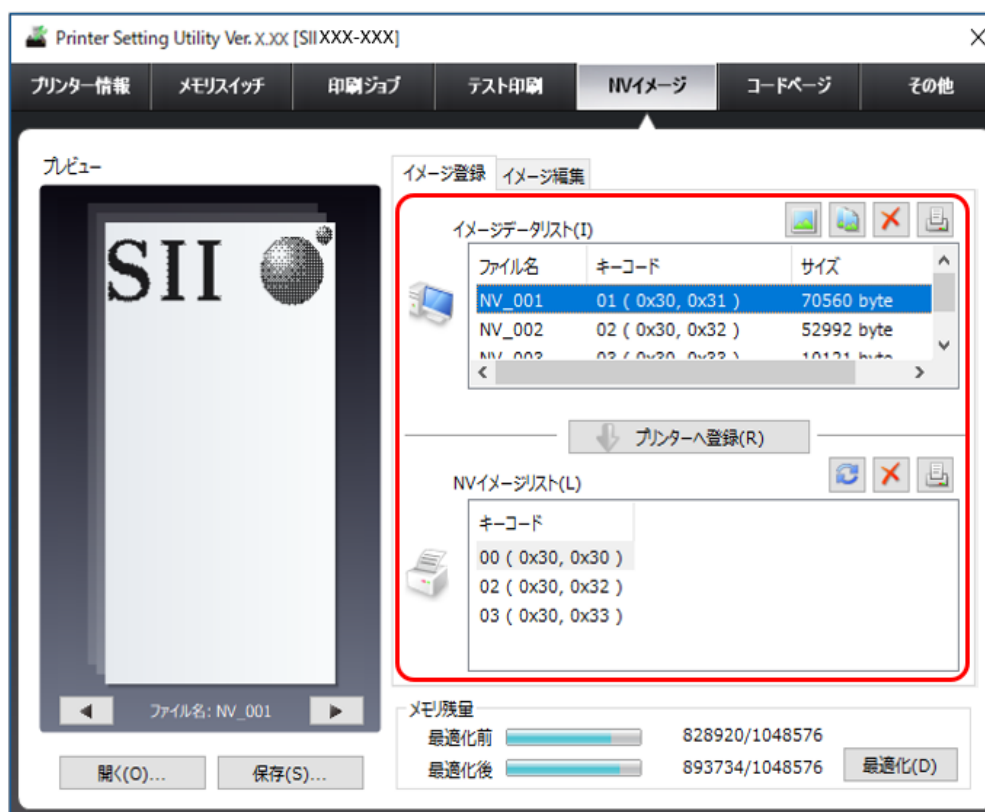 Printer Setting Utility Ver. X.XX [SIIXXX-XXX]
プリンター情報 メモリスイッチ 印刷ジョブ テスト印刷 NVイメージ コードページ その他
プレビュー
SII
ファイル名: NV_001
開く(O)... 保存(S)...
イメージ登録 イメージ編集
イメージデータリスト(I)
ファイル名 キーコード サイズ
NV_001 01 ( 0x30, 0x31 ) 70560 byte
NV_002 02 ( 0x30, 0x32 ) 52992 byte
NV_003 03 ( 0x30, 0x33 ) 10121 byte
プリンターへ登録(R)
NVイメージリスト(L)
キーコード
00 ( 0x30, 0x30 )
02 ( 0x30, 0x32 )
03 ( 0x30, 0x33 )
メモリ残量
最適化前 828920/1048576
最適化後 893734/1048576 最適化(D)